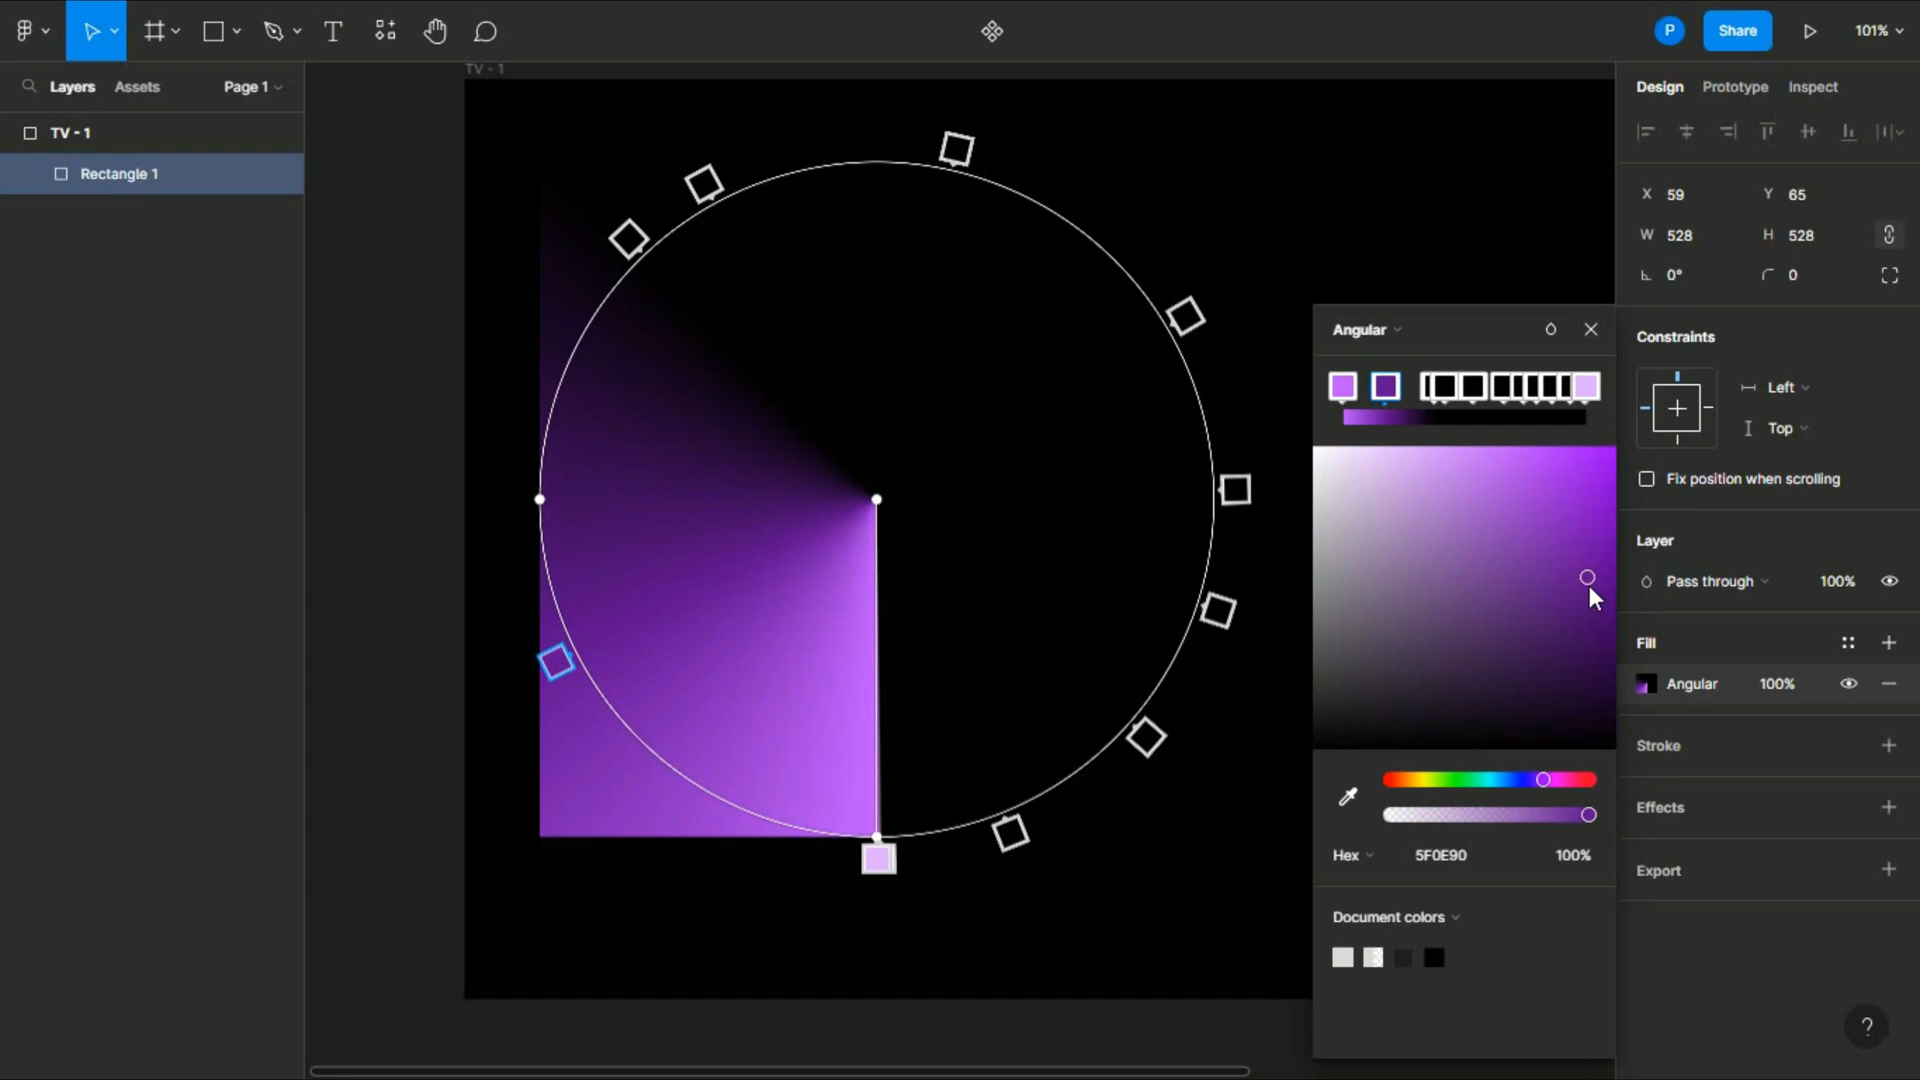 P
Share
101%
Layers
Assets
Page 1
TV - 1
Design
Prototype
Inspect
TV - 1
Rectangle 1
X 59
Y 65
W 528
H 528
0°
0
Angular
Constraints
Left
Top
Fix position when scrolling
Layer
Pass through
100%
Fill
Angular
100%
Stroke
Effects
Hex
5F0E90
100%
Export
Document colors
?